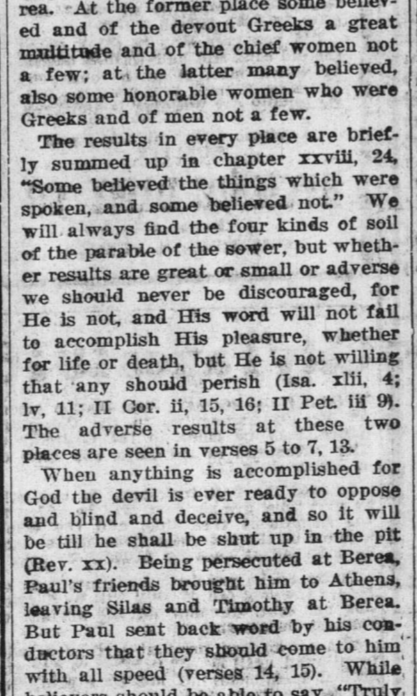 rea. At the former place some believ-
ed and of the devout Greeks a great
multitude and of the chief women not
a few; at the latter many believed,
also some honorable women who were
Greeks and of men not a few.
The results in every place are brief-
ly summed up in chapter xxviii, 24,
"Some believed the things which were
spoken, and some believed not." We
will always find the four kinds of soil
of the parable of the sower, but wheth-
er results are great or small or adverse
we should never be discouraged, for
He is not, and His word will not fail
to accomplish His pleasure, whether
for life or death, but He is not willing
that any should perish (Isa. xlii, 4;
lv, 11; II Cor. ii, 15, 16; II Pet. iii 9).
The adverse results at these two
places are seen in verses 5 to 7, 13.
When anything is accomplished for
God the devil is ever ready to oppose
and blind and deceive, and so it will
be till he shall be shut up in the pit
(Rev. xx). Being persecuted at Berea,
Paul's friends brought him to Athens,
leaving Silas and Timothy at Berea.
But Paul sent back word by his con-
ductors that they should come to him
with all speed (verses 14, 15). While
believers should be able to say, "Truly